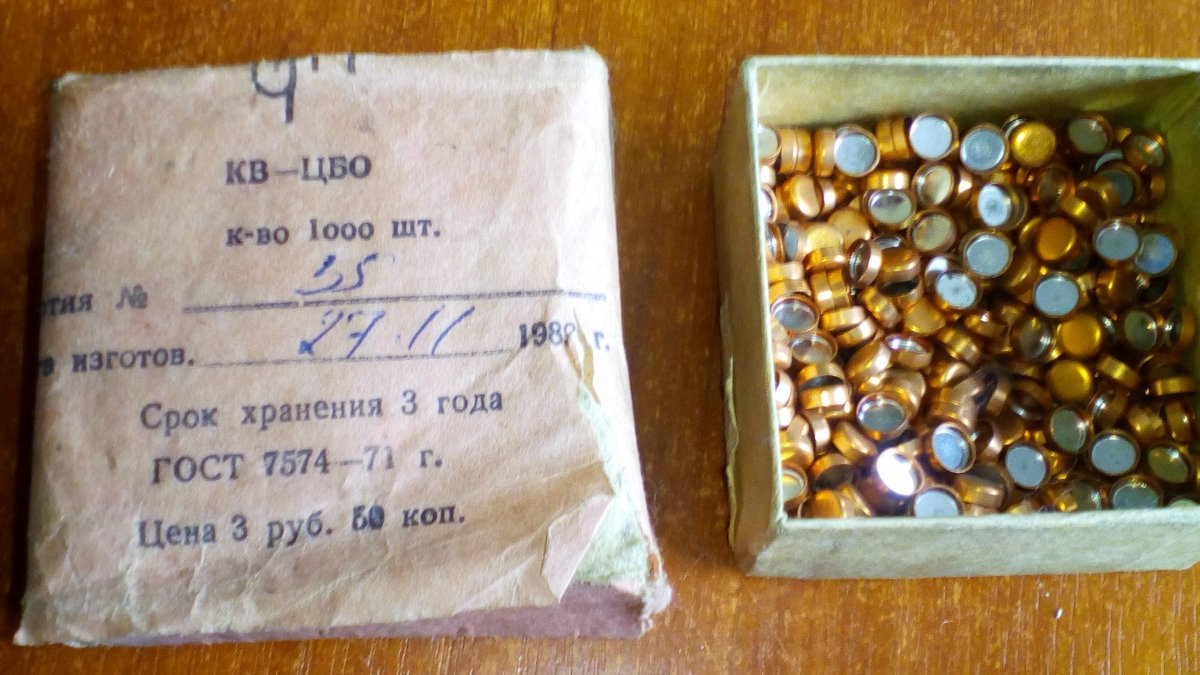 КВ—ЦБО
к-во 1000 шт.
тия № 35
изготов. 27.11 1988 г.
Срок хранения 3 года
ГОСТ 7574—71 г.
Цена 3 руб. 50 коп.